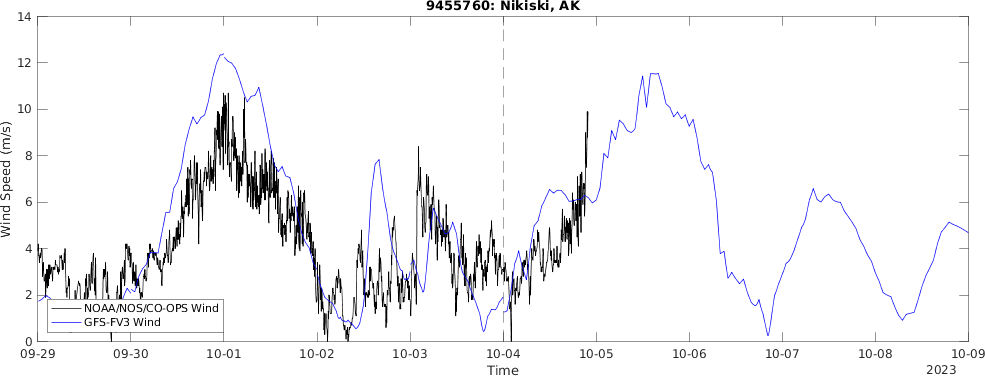 9455760: Nikiski, AK
Wind Speed (m/s)
14
12
10
8
6
4
2
0
NOAA/NOS/CO-OPS Wind
GFS-FV3 Wind
09-29 09-30 10-01 10-02 10-03 10-04 10-05 10-06 10-07 10-08 10-09
Time
2023